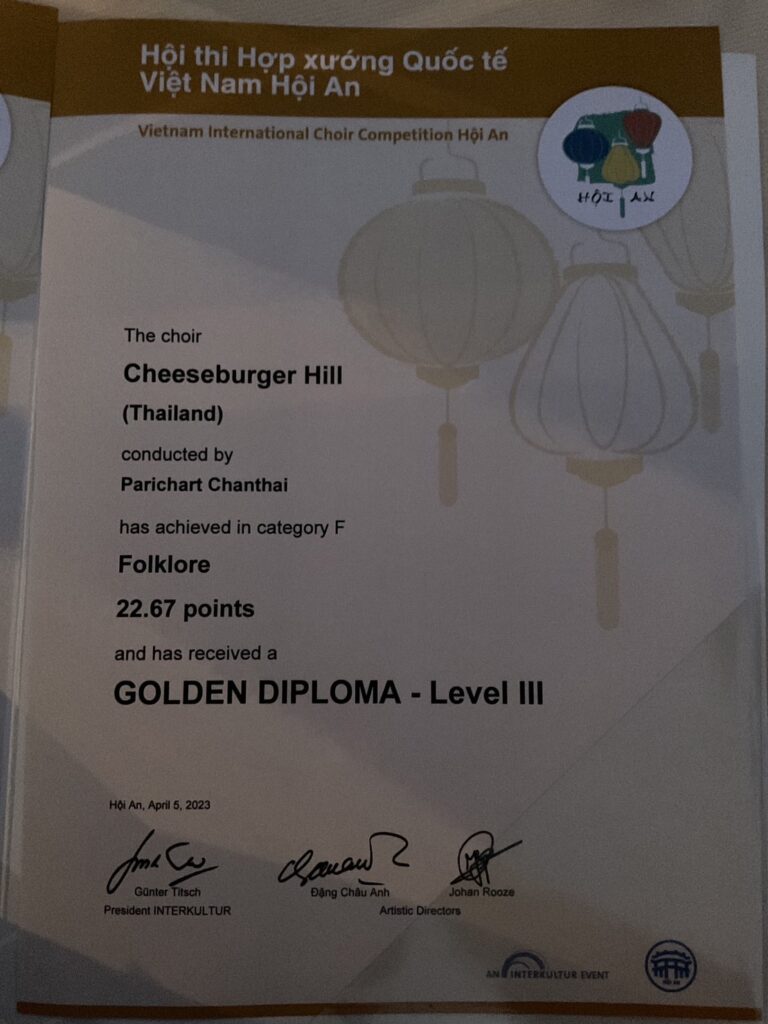 Hội thi Hợp xướng Quốc tế
Việt Nam Hội An
Vietnam International Choir Competition Hội An
HỘI AN
The choir
Cheeseburger Hill
(Thailand)
conducted by
Parichart Chanthai
has achieved in category F
Folklore
22.67 points
and has received a
GOLDEN DIPLOMA - Level III
Hội An, April 5, 2023
Günter Titsch
Đặng Châu Anh
Johan Rooze
President INTERKULTUR
Artistic Directors
AN INTERKULTUR EVENT
HỘI AN